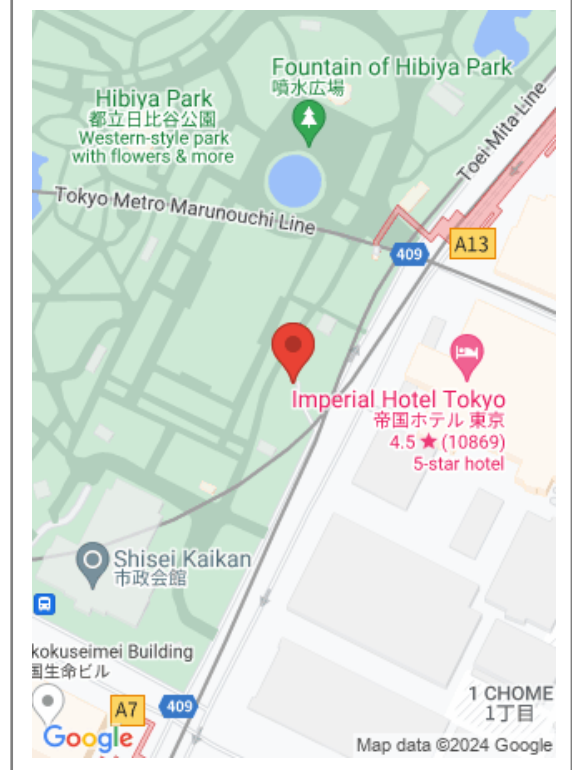 Fountain of Hibiya Park
噴水広場
Hibiya Park
都立日比谷公園
Western-style park
with flowers & more
Toei Mita Line
Tokyo Metro Marunouchi Line
A13
409
Imperial Hotel Tokyo
帝国ホテル 東京
4.5 ★ (10869)
5-star hotel
Shisei Kaikan
市政会館
kokuseimei Building
国生命ビル
1 CHOME
1丁目
A7
409
Google
Map data ©2024 Google